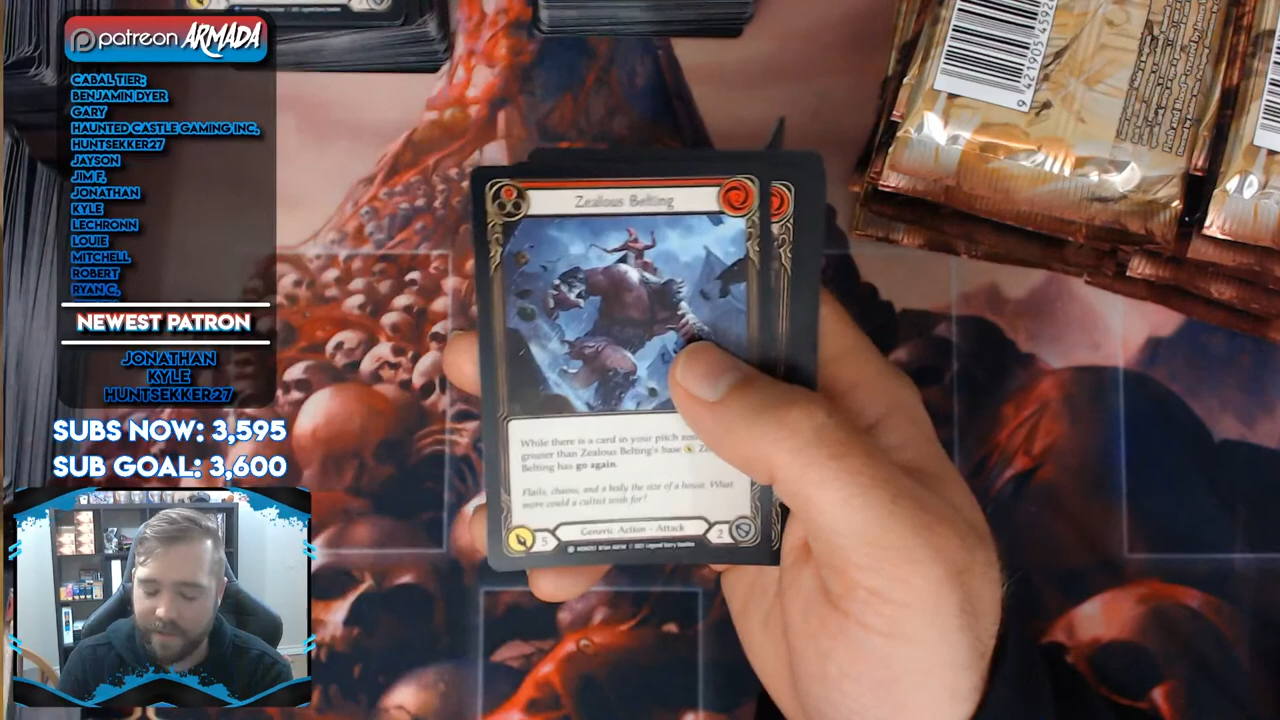 patreon ARMADA
CABAL TIER:
BENJAMIN DYER
GARY
HAUNTED CASTLE GAMING INC.
HUNTSEKKER27
JAYSON
JIM F.
JONATHAN
KYLE
LECHRONN
LOUIE
MITCHELL
ROBERT
RYAN C.
NEWEST PATRON
JONATHAN
KYLE
HUNTSEKKER27
SUBS NOW: 3,595
SUB GOAL: 3,600
Zealous Belting
While there is a card in your pitch
greater than Zealous Belting's base
Belting has go again.
Flails, chains, and a body the size of a house. What
more could a cultist wish for?
5
Generic Action - Attack
2
9 421905